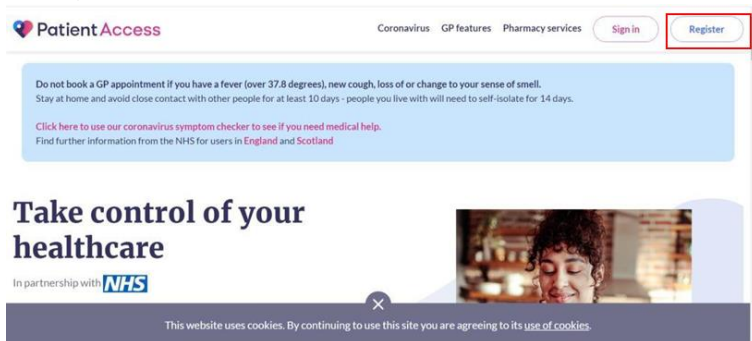 Patient Access
Coronavirus GP features Pharmacy services Sign in Register
Do not book a GP appointment if you have a fever (over 37.8 degrees), new cough, loss of or change to your sense of smell.
Stay at home and avoid close contact with other people for at least 10 days - people you live with will need to self-isolate for 14 days.
Click here to use our coronavirus symptom checker to see if you need medical help.
Find further information from the NHS for users in England and Scotland
Take control of your
healthcare
In partnership with NHS
This website uses cookies. By continuing to use this site you are agreeing to its use of cookies.